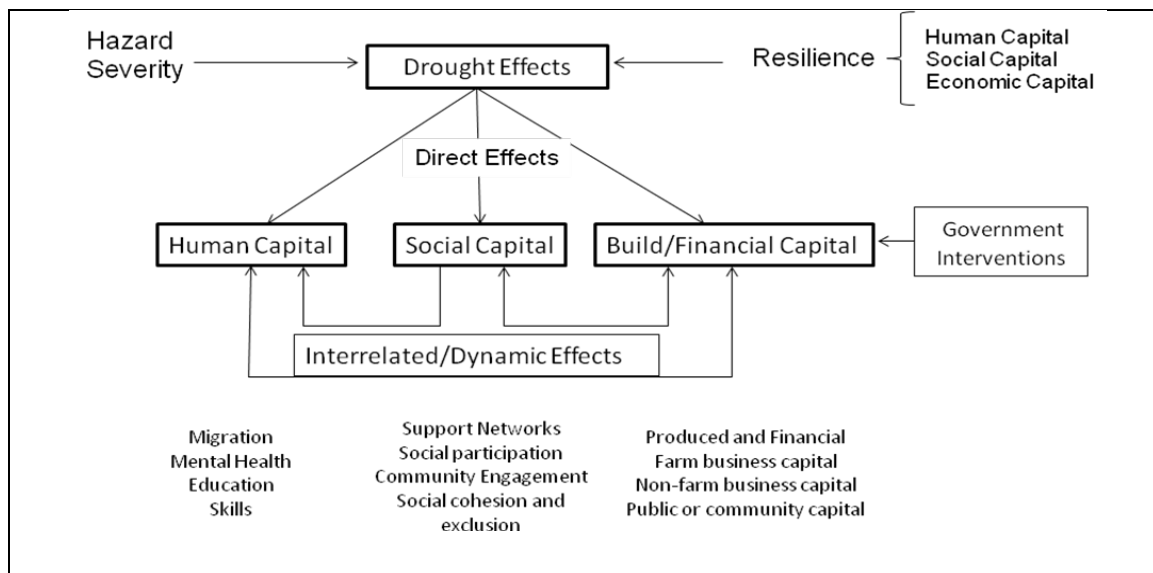 Hazard
Severity
Drought Effects
Resilience
Human Capital
Social Capital
Economic Capital
Direct Effects
Human Capital
Social Capital
Build/Financial Capital
Government
Interventions
Interrelated/Dynamic Effects
Migration
Mental Health
Education
Skills
Support Networks
Social participation
Community Engagement
Social cohesion and
exclusion
Produced and Financial
Farm business capital
Non-farm business capital
Public or community capital